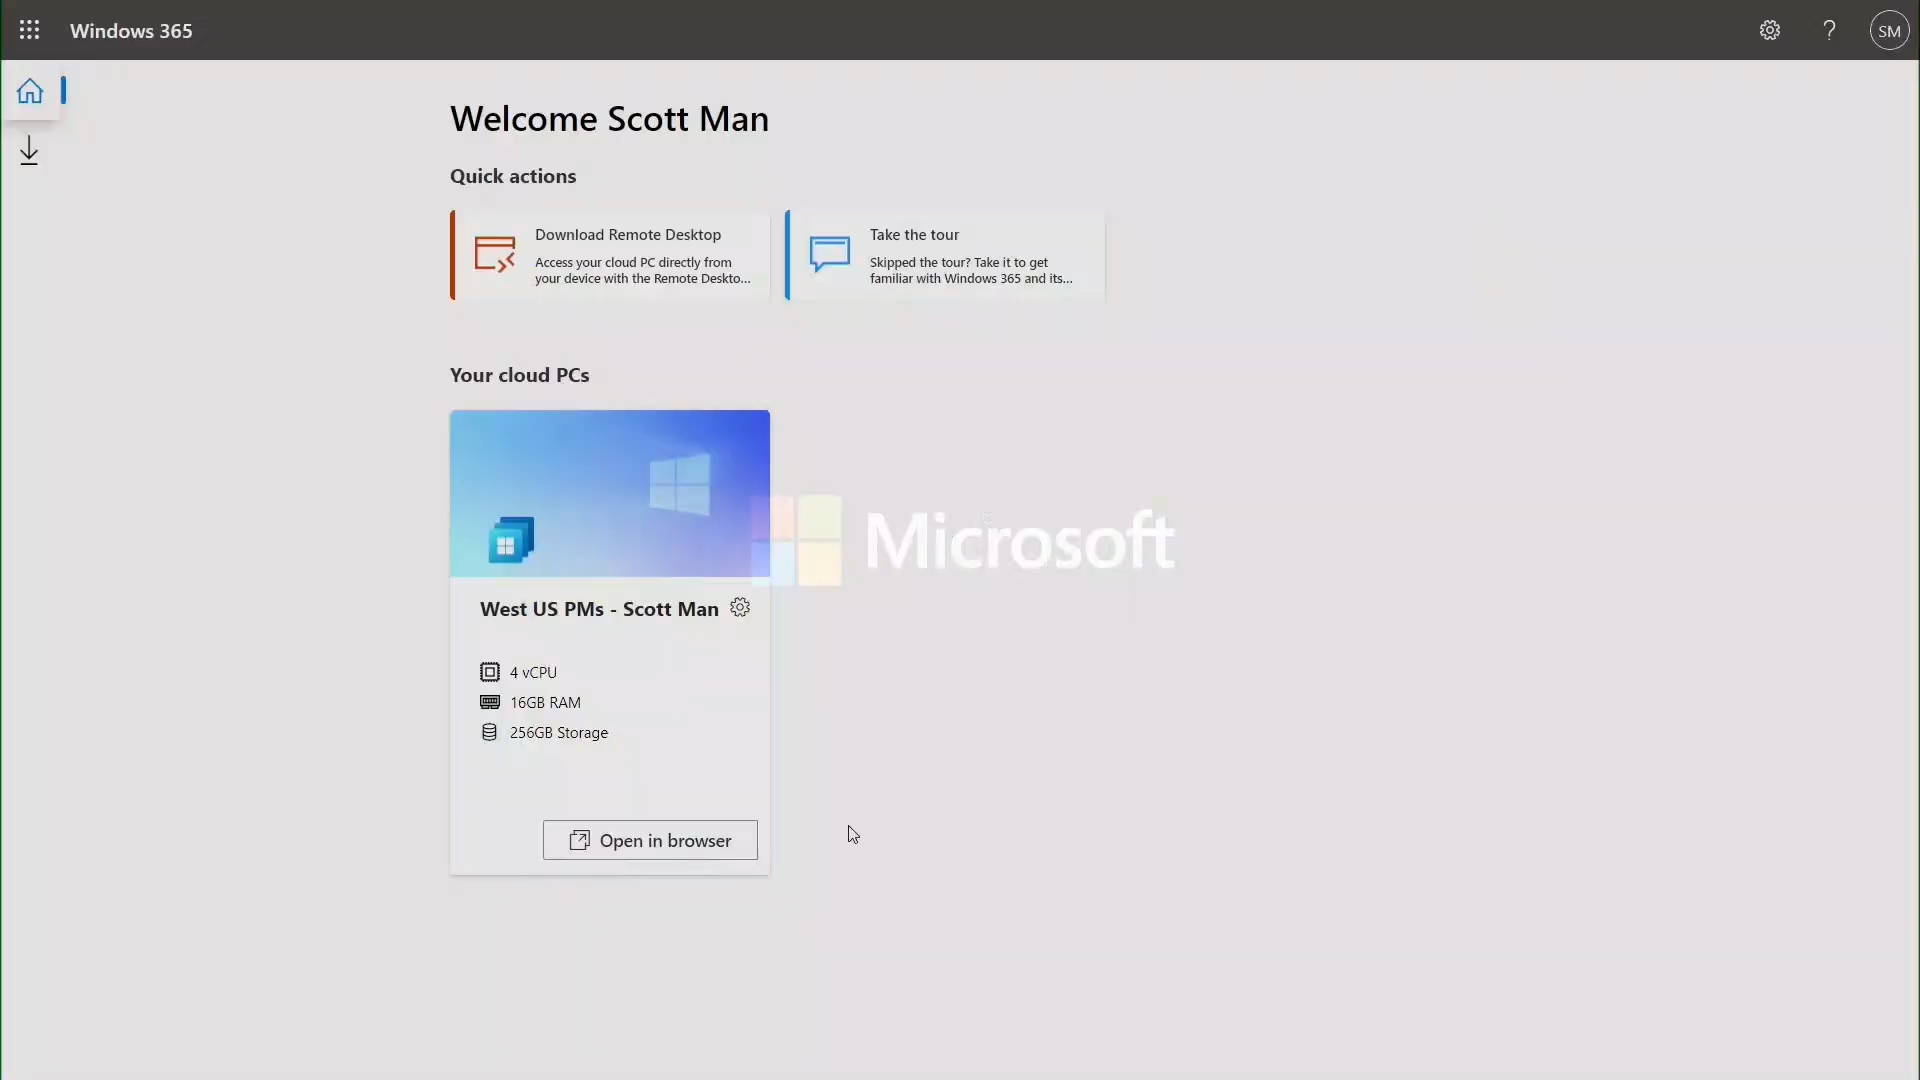 Windows 365
?
SM
Welcome Scott Man
Quick actions
Download Remote Desktop
Access your cloud PC directly from
your device with the Remote Deskto...
Take the tour
Skipped the tour? Take it to get
familiar with Windows 365 and its...
Your cloud PCs
Microsoft
West US PMs - Scott Man
4 vCPU
16GB RAM
256GB Storage
Open in browser